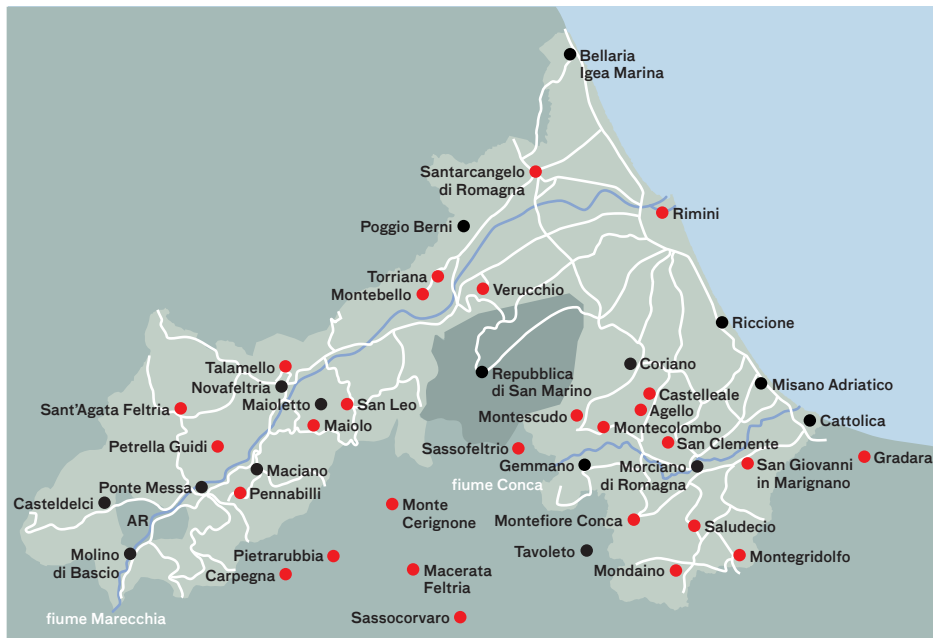 Bellaria
Igea Marina
Santarcangelo
di Romagna
Rimini
Poggio Berni
Torriana
Montebello
Verucchio
Riccione
Talamello
Novafeltria
Maioletto
San Leo
Sant'Agata Feltria
Maiolo
Petrella Guidi
Repubblica
di San Marino
Coriano
Misano Adriatico
Castelleale
Agello
Montescudo
Montecolombo
Cattolica
San Clemente
Sassofeltrio
Gemmano
Morciano
di Romagna
San Giovanni
in Marignano
Gradara
fiume Conca
Maciano
Ponte Messa
Pennabilli
Casteldelci
AR
Monte
Cerignone
Montefiore Conca
Saludecio
Molino
di Bascio
Pietrarubbia
Carpegna
Macerata
Feltria
Tavoleto
Mondaino
Montegridolfo
fiume Marecchia
Sassocorvaro